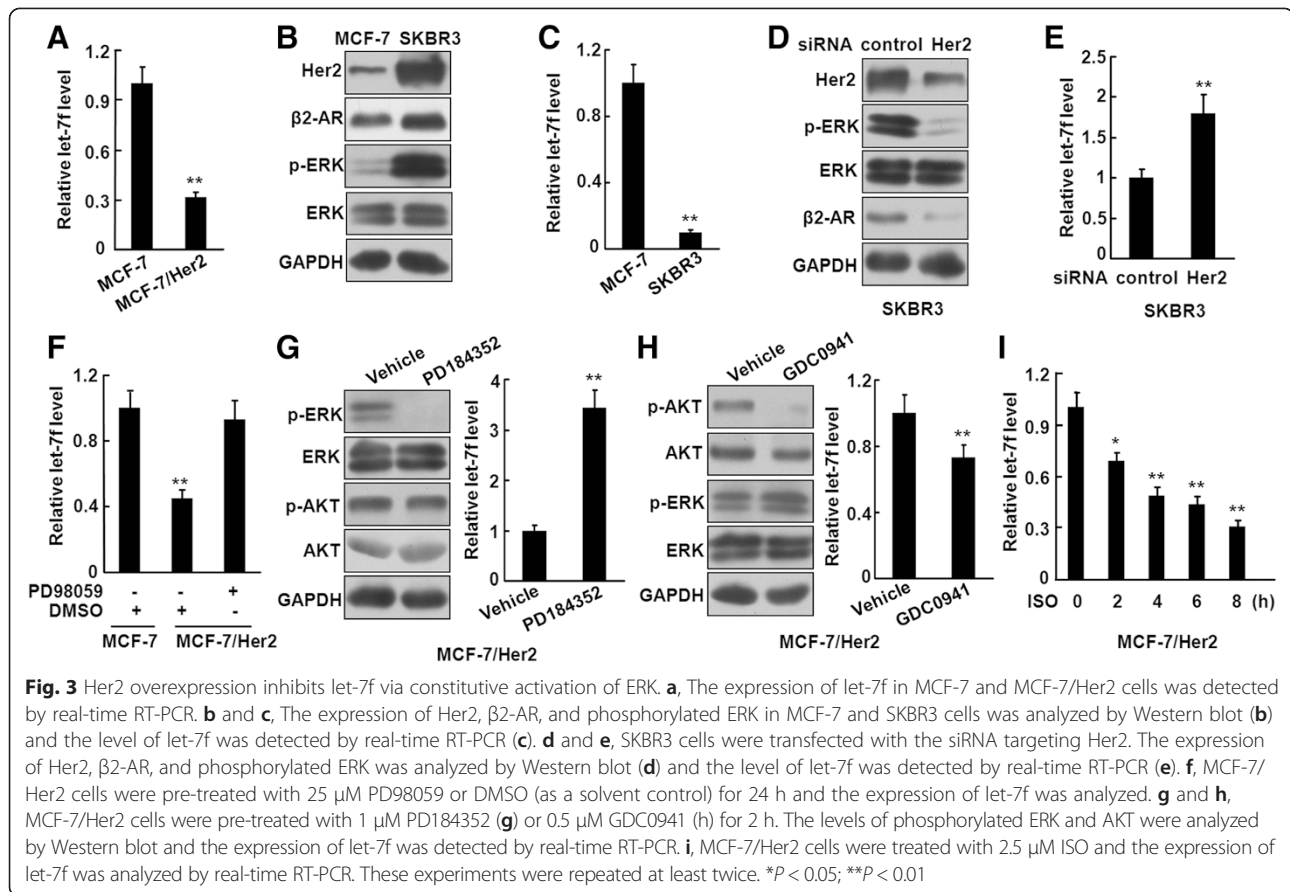 A
Relative let-7f level
1.2
0.9
0.6
0.3
0
**
MCF-7
MCF-7/Her2
B
MCF-7 SKBR3
Her2
β2-AR
p-ERK
ERK
GAPDH
C
Relative let-7f level
1.2
0.8
0.4
0
**
MCF-7
SKBR3
D
siRNA control Her2
Her2
p-ERK
ERK
β2-AR
GAPDH
SKBR3
E
Relative let-7f level
2.5
2
1.5
1
0.5
0
**
siRNA control Her2
SKBR3
F
Relative let-7f level
1.2
0.8
0.4
0
**
PD98059 - - +
DMSO + + -
MCF-7 MCF-7/Her2
G
Vehicle
PD184352
p-ERK
ERK
p-AKT
AKT
GAPDH
Relative let-7f level
4
3
2
1
0
**
Vehicle
PD184352
MCF-7/Her2
H
Vehicle
GDC0941
p-AKT
AKT
p-ERK
ERK
GAPDH
Relative let-7f level
1.2
0.8
0.4
0
**
Vehicle
GDC0941
MCF-7/Her2
I
Relative let-7f level
1.2
0.9
0.6
0.3
0
*
**
**
**
ISO 0 2 4 6 8 (h)
MCF-7/Her2
Fig. 3 Her2 overexpression inhibits let-7f via constitutive activation of ERK. a, The expression of let-7f in MCF-7 and MCF-7/Her2 cells was detected
by real-time RT-PCR. b and c, The expression of Her2, β2-AR, and phosphorylated ERK in MCF-7 and SKBR3 cells was analyzed by Western blot (b)
and the level of let-7f was detected by real-time RT-PCR (c). d and e, SKBR3 cells were transfected with the siRNA targeting Her2. The expression
of Her2, β2-AR, and phosphorylated ERK was analyzed by Western blot (d) and the level of let-7f was detected by real-time RT-PCR (e). f, MCF-7/
Her2 cells were pre-treated with 25 μM PD98059 or DMSO (as a solvent control) for 24 h and the expression of let-7f was analyzed. g and h,
MCF-7/Her2 cells were pre-treated with 1 μM PD184352 (g) or 0.5 μM GDC0941 (h) for 2 h. The levels of phosphorylated ERK and AKT were analyzed
by Western blot and the expression of let-7f was detected by real-time RT-PCR. i, MCF-7/Her2 cells were treated with 2.5 μM ISO and the expression of
let-7f was analyzed by real-time RT-PCR. These experiments were repeated at least twice. *P < 0.05; **P < 0.01